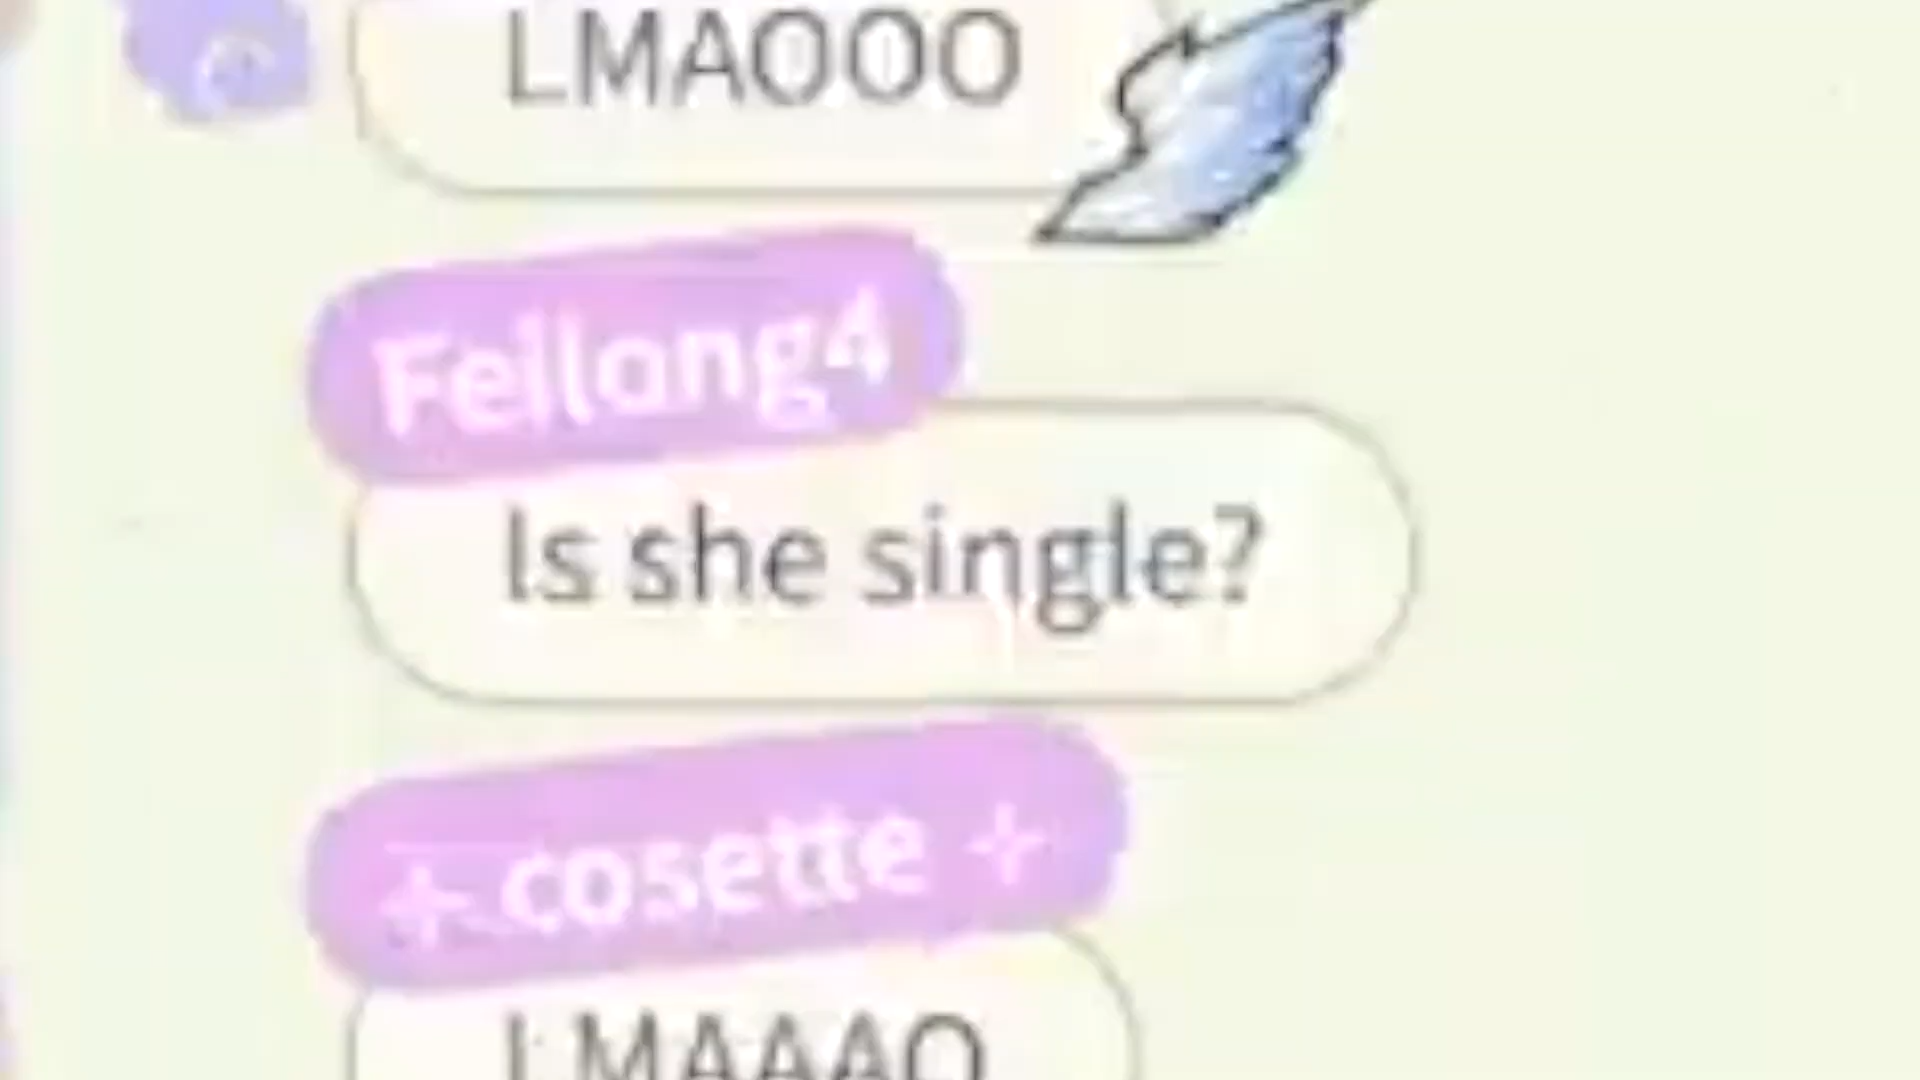 LMAOOO
Feilong4
Is she single?
✧ cosette ✧
LMAAAO